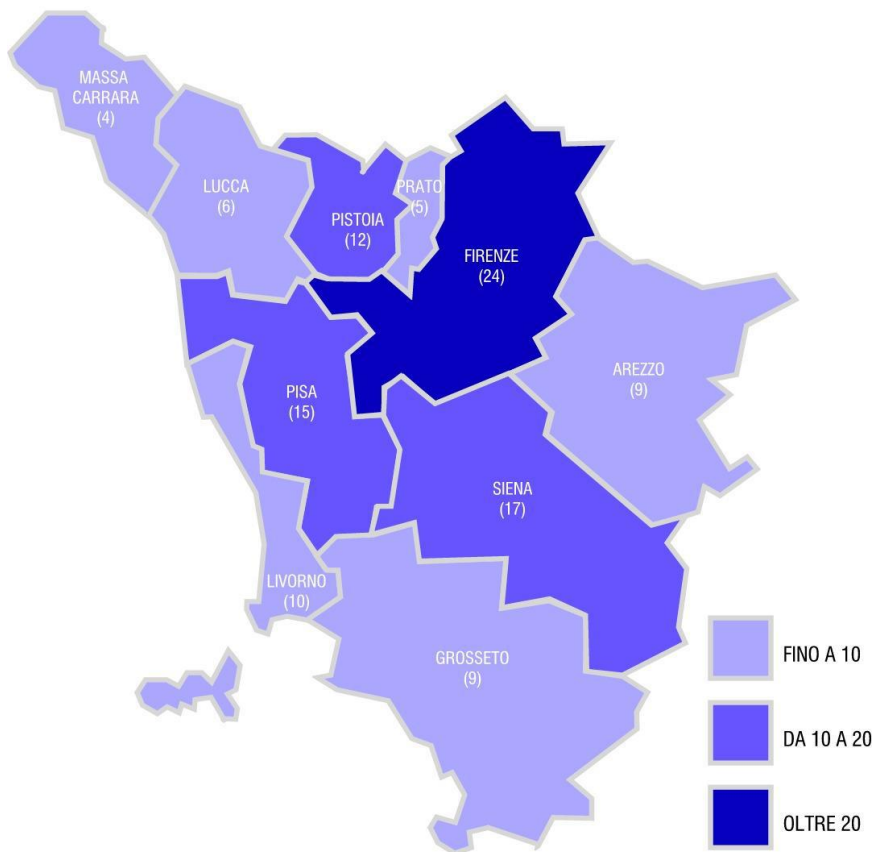 MASSA
CARRARA
(4)
LUCCA
(6)
PISTOIA
(12)
PRATO
(5)
FIRENZE
(24)
AREZZO
(9)
PISA
(15)
SIENA
(17)
LIVORNO
(10)
GROSSETO
(9)
FINO A 10
DA 10 A 20
OLTRE 20